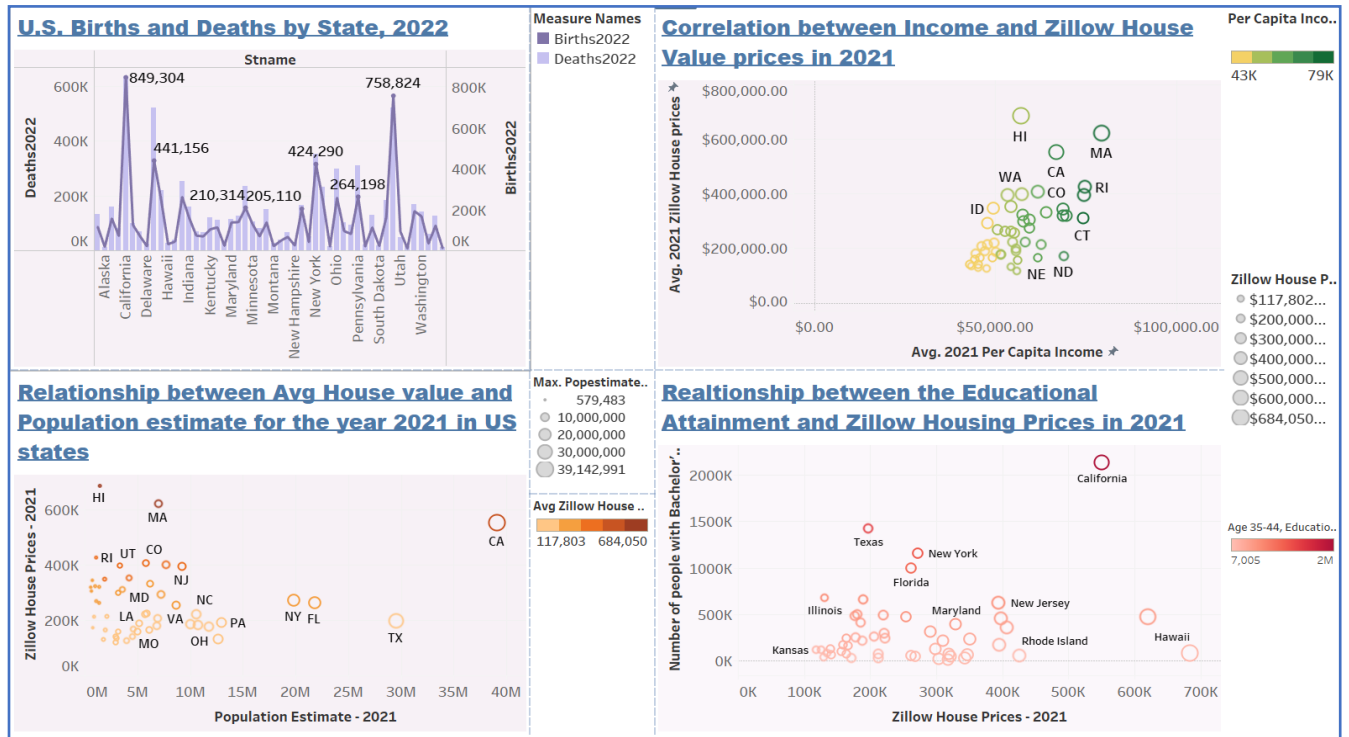 U.S. Births and Deaths by State, 2022
Stname
600K
400K
200K
0K
Deaths2022
849,304
441,156
210,314
205,110
424,290
264,198
758,824
800K
600K
400K
200K
0K
Births2022
Alaska
California
Delaware
Hawaii
Indiana
Kentucky
Maryland
Minnesota
Montana
New Hampshire
New York
Ohio
Pennsylvania
South Dakota
Utah
Washington
Measure Names
Births2022
Deaths2022
Correlation between Income and Zillow House
Value prices in 2021
Avg. 2021 Zillow House prices
$800,000.00
$600,000.00
$400,000.00
$200,000.00
$0.00
HI
MA
CA
WA
CO
RI
ID
CT
NE
ND
$0.00
$50,000.00
$100,000.00
Avg. 2021 Per Capita Income
Per Capita Inco..
43K
79K
Zillow House P..
$117,802...
$200,000...
$300,000...
$400,000...
$500,000...
$600,000...
$684,050...
Relationship between Avg House value and
Population estimate for the year 2021 in US
states
Zillow House Prices - 2021
600K
400K
200K
0K
HI
MA
CA
RI
UT
CO
NJ
MD
LA
VA
NC
MO
OH
PA
NY
FL
TX
0M
5M
10M
15M
20M
25M
30M
35M
40M
Population Estimate - 2021
Max. Popestimate..
579,483
10,000,000
20,000,000
30,000,000
39,142,991
Avg Zillow House ..
117,803
684,050
Realtionship between the Educational
Attainment and Zillow Housing Prices in 2021
Number of people with Bachelor'..
2000K
1500K
1000K
500K
0K
California
Texas
New York
Florida
Illinois
Maryland
New Jersey
Hawaii
Rhode Island
Kansas
0K
100K
200K
300K
400K
500K
600K
700K
Zillow House Prices - 2021
Age 35-44, Educatio..
7,005
2M